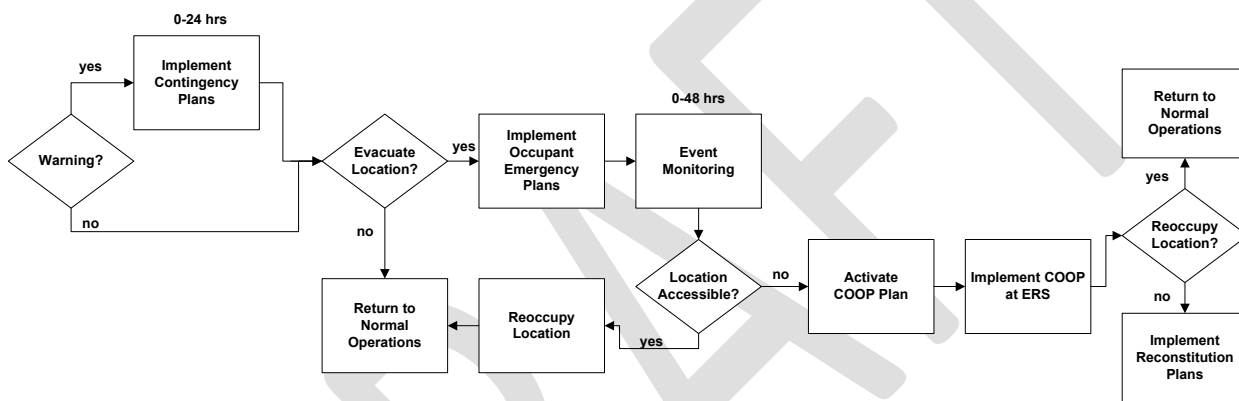 0-24 hrs
yes
Implement
Contingency
Plans
Warning?
no
Evacuate
Location?
yes
no
Implement
Occupant
Emergency
Plans
0-48 hrs
Event
Monitoring
Location
Accessible?
no
yes
Reoccupy
Location
Return to
Normal
Operations
Activate
COOP Plan
Implement COOP
at ERS
Reoccupy
Location?
yes
Return to
Normal
Operations
no
Implement
Reconstitution
Plans
DRAFT